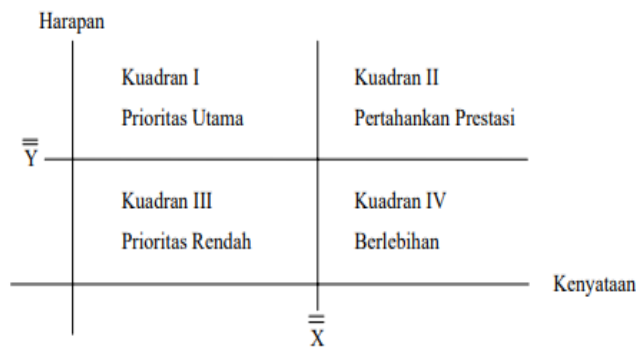 Harapan
Kuadran I
Prioritas Utama
Kuadran II
Pertahankan Prestasi
Y
Kuadran III
Prioritas Rendah
Kuadran IV
Berlebihan
Kenyataan
X